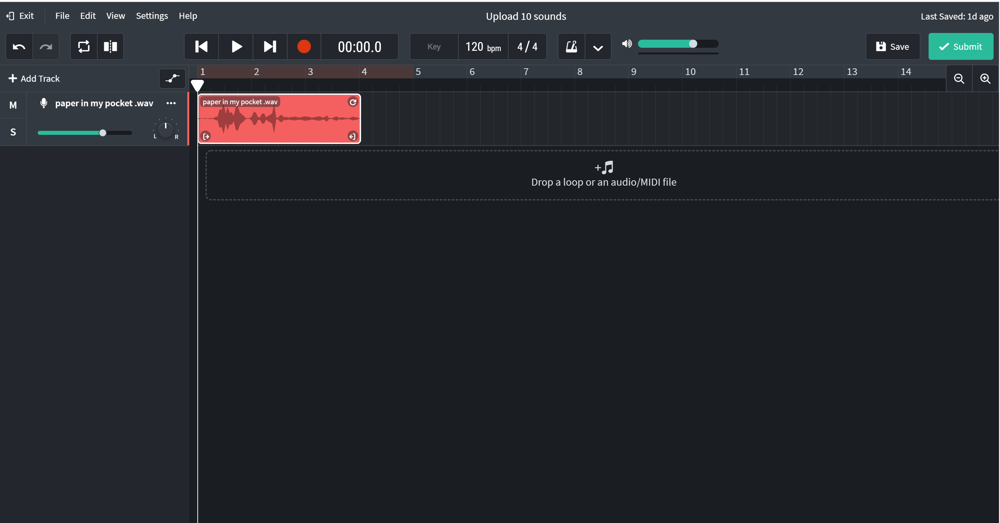 Exit File Edit View Settings Help Upload 10 sounds Last Saved: 1d ago
00:00.0 Key 120 bpm 4 / 4 Save Submit
Add Track 1 2 3 4 5 6 7 8 9 10 11 12 13 14
M paper in my pocket .wav
paper in my pocket .wav
S L R
Drop a loop or an audio/MIDI file